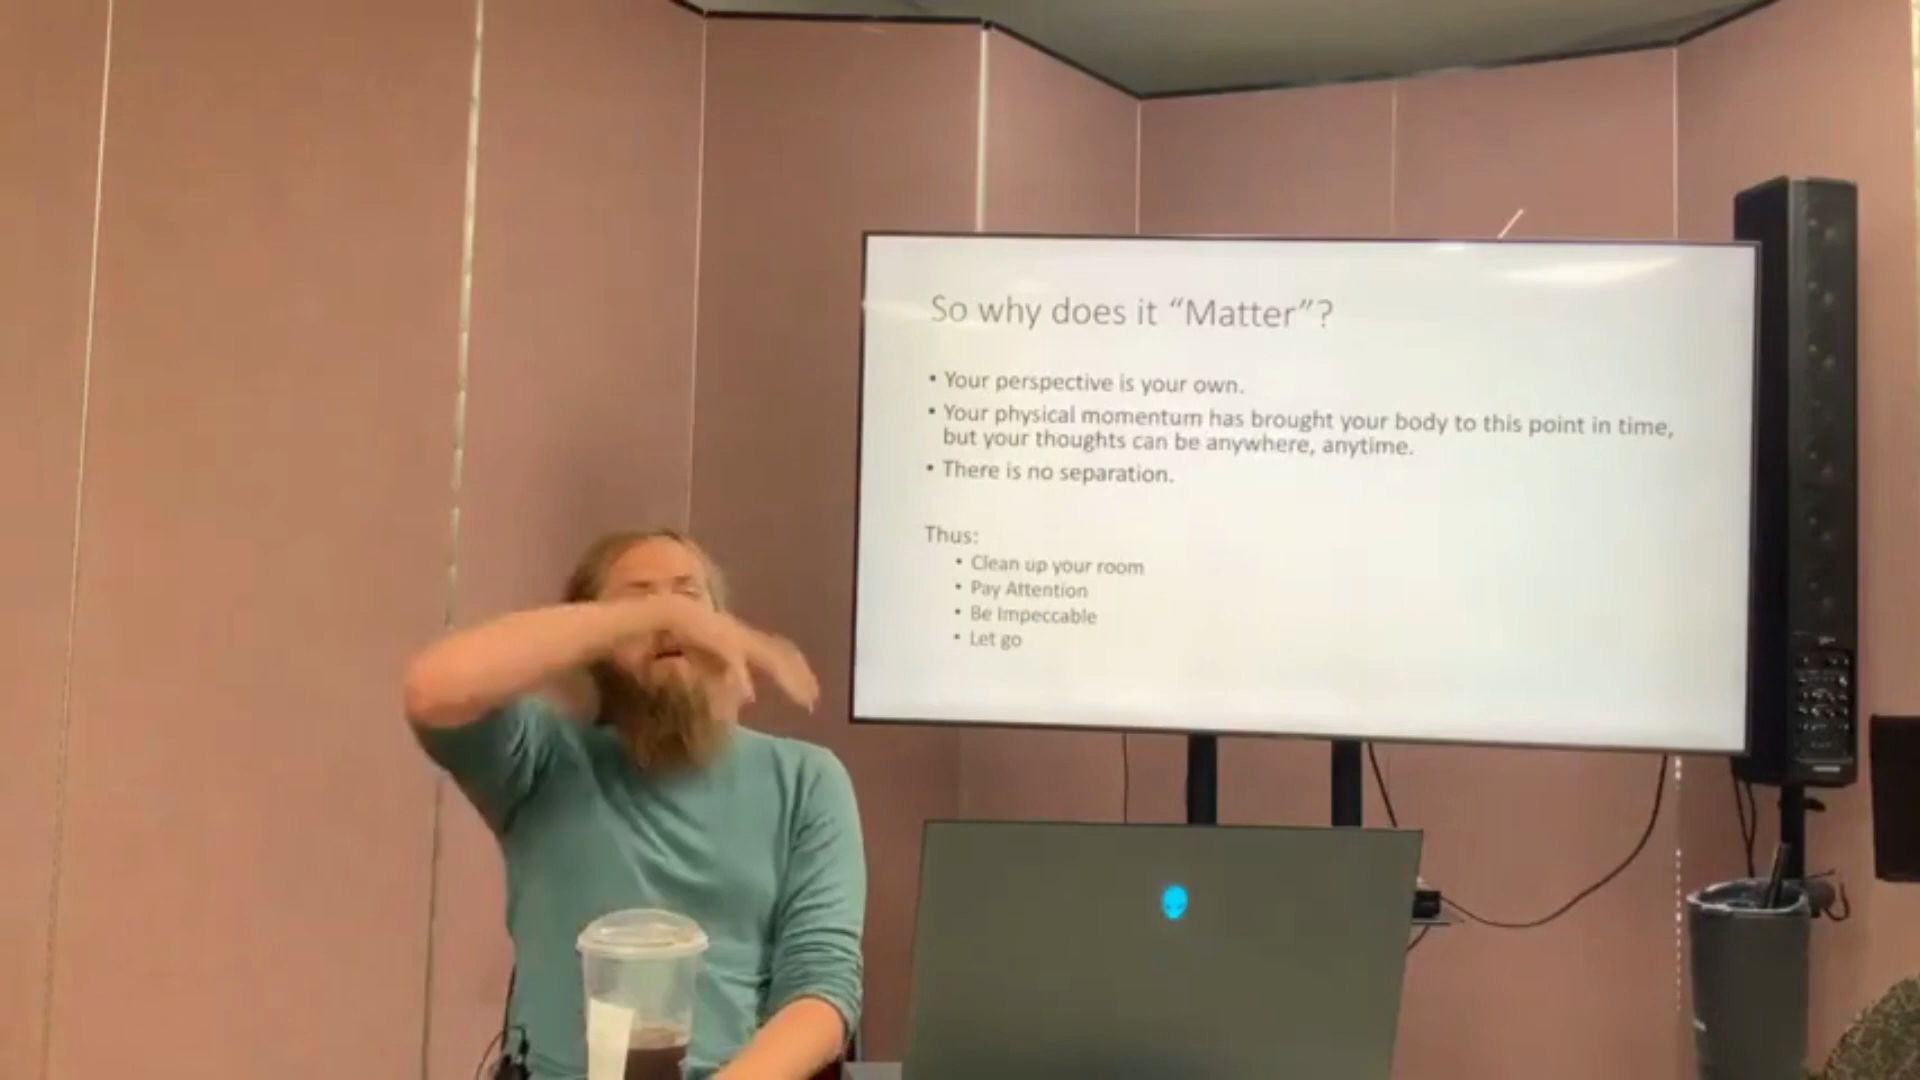 So why does it “Matter”?
• Your perspective is your own.
• Your physical momentum has brought your body to this point in time,
but your thoughts can be anywhere, anytime.
• There is no separation.
Thus:
• Clean up your room
• Pay Attention
• Be Impeccable
• Let go